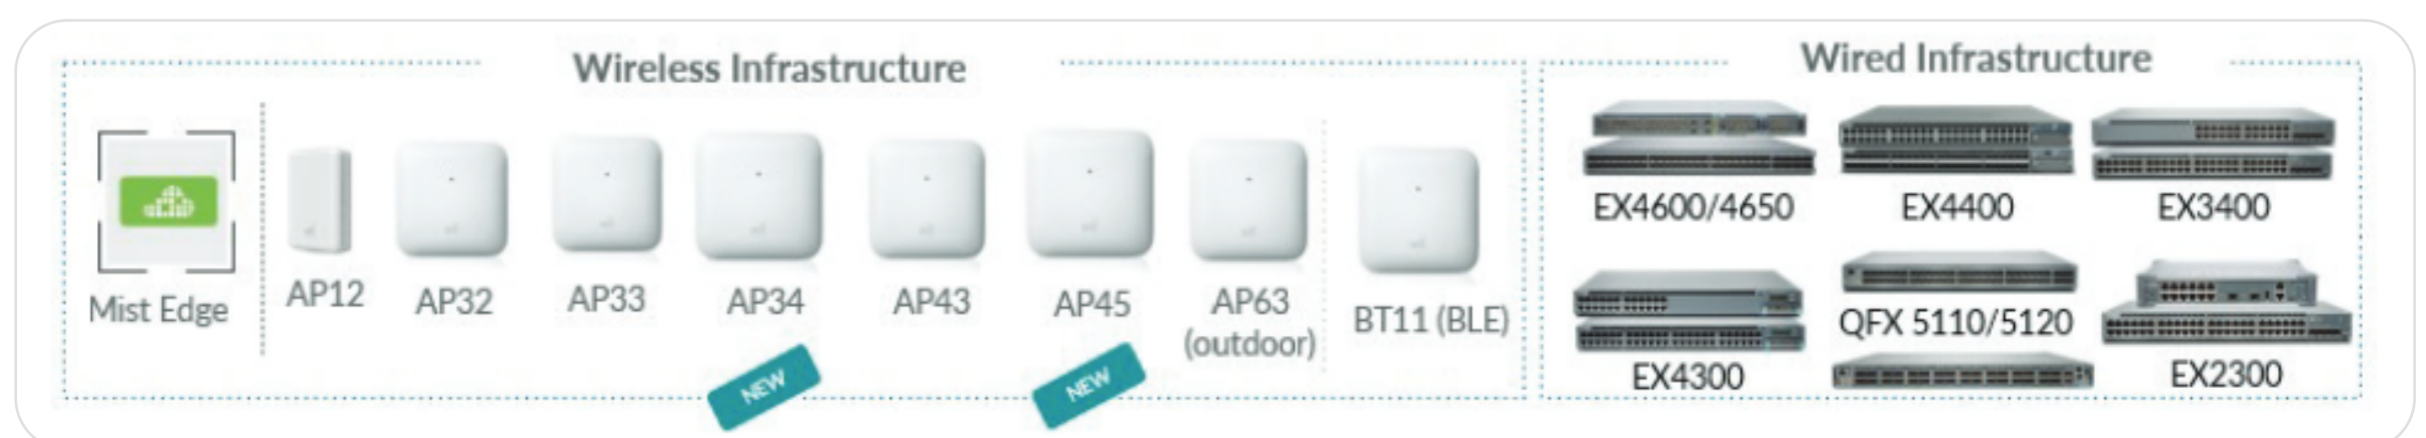 Wireless Infrastructure
Wired Infrastructure
Mist Edge
AP12
AP32
AP33
AP34
NEW
AP43
AP45
NEW
AP63
(outdoor)
BT11 (BLE)
EX4600/4650
EX4400
EX3400
EX4300
QFX 5110/5120
EX2300